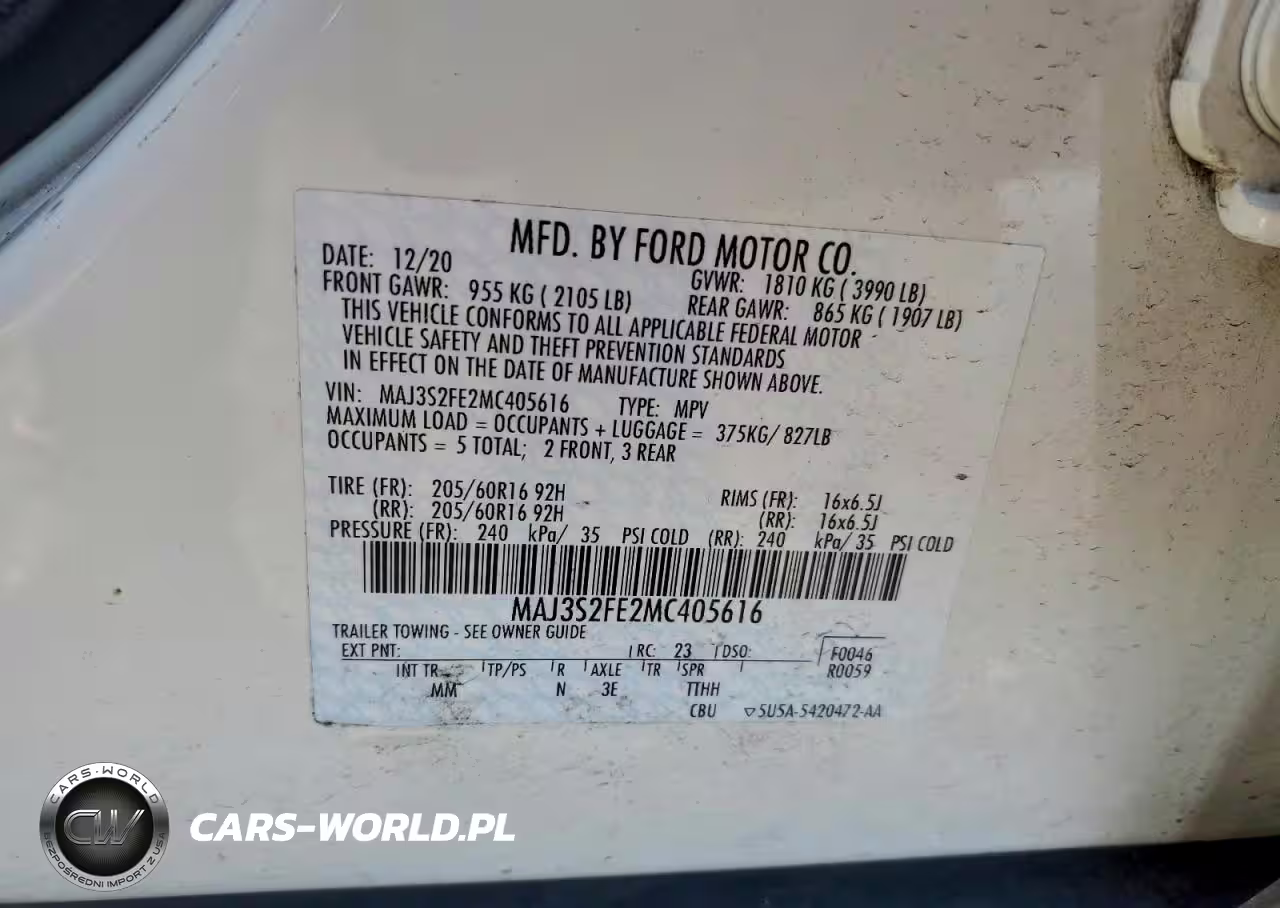 MFD. BY FORD MOTOR CO.
DATE: 12/20 GVWR: 1810 KG ( 3990 LB)
FRONT GAWR: 955 KG ( 2105 LB) REAR GAWR: 865 KG ( 1907 LB)
THIS VEHICLE CONFORMS TO ALL APPLICABLE FEDERAL MOTOR
VEHICLE SAFETY AND THEFT PREVENTION STANDARDS
IN EFFECT ON THE DATE OF MANUFACTURE SHOWN ABOVE.
VIN: MAJ3S2FE2MC405616 TYPE: MPV
MAXIMUM LOAD = OCCUPANTS + LUGGAGE = 375KG/ 827LB
OCCUPANTS = 5 TOTAL; 2 FRONT, 3 REAR
TIRE (FR): 205/60R16 92H RIMS (FR): 16x6.5J
(RR): 205/60R16 92H (RR): 16x6.5J
PRESSURE (FR): 240 kPa/ 35 PSI COLD (RR): 240 kPa/ 35 PSI COLD
MAJ3S2FE2MC405616
TRAILER TOWING - SEE OWNER GUIDE
EXT PNT: RC: 23 DSO: F0046
INT TR TP/PS R AXLE TR SPR R0059
MM N 3E TTHH
CBU ▽5U5A-5420472-AA
CARS-WORLD
CW
BEZPOŚREDNI IMPORT Z USA
CARS-WORLD.PL